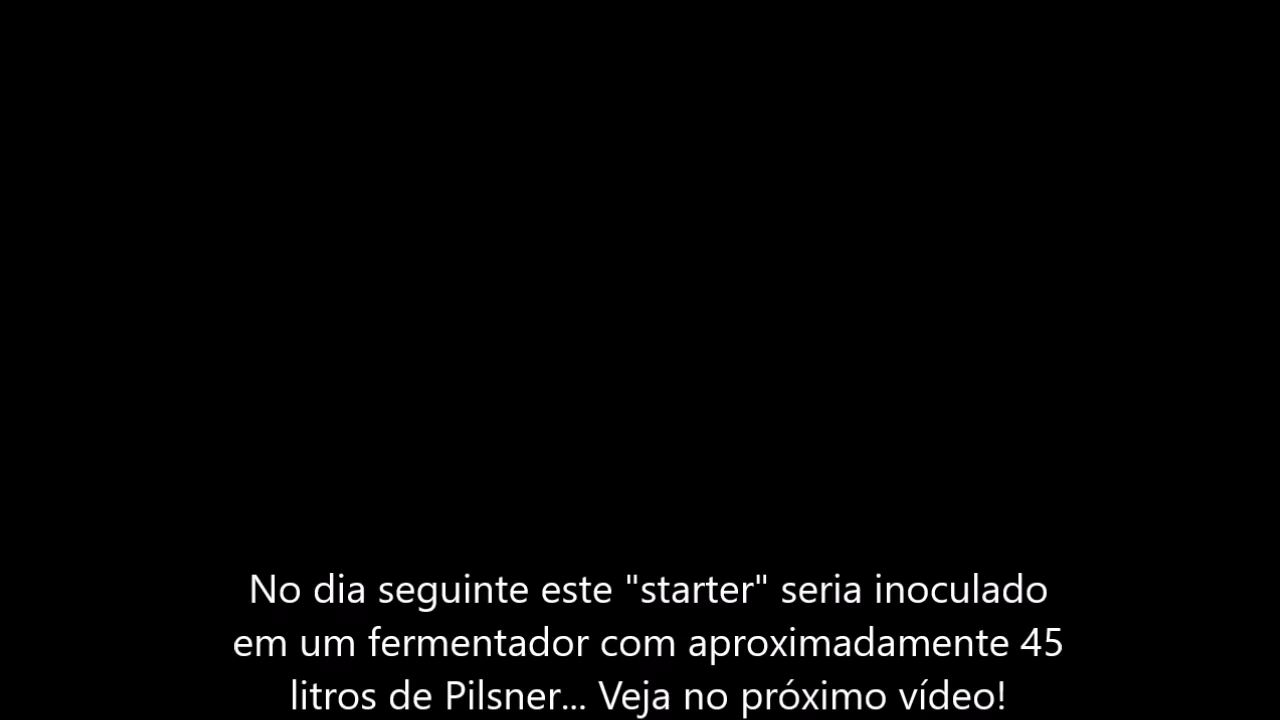 No dia seguinte este "starter" seria inoculado
em um fermentador com aproximadamente 45
litros de Pilsner... Veja no próximo vídeo!